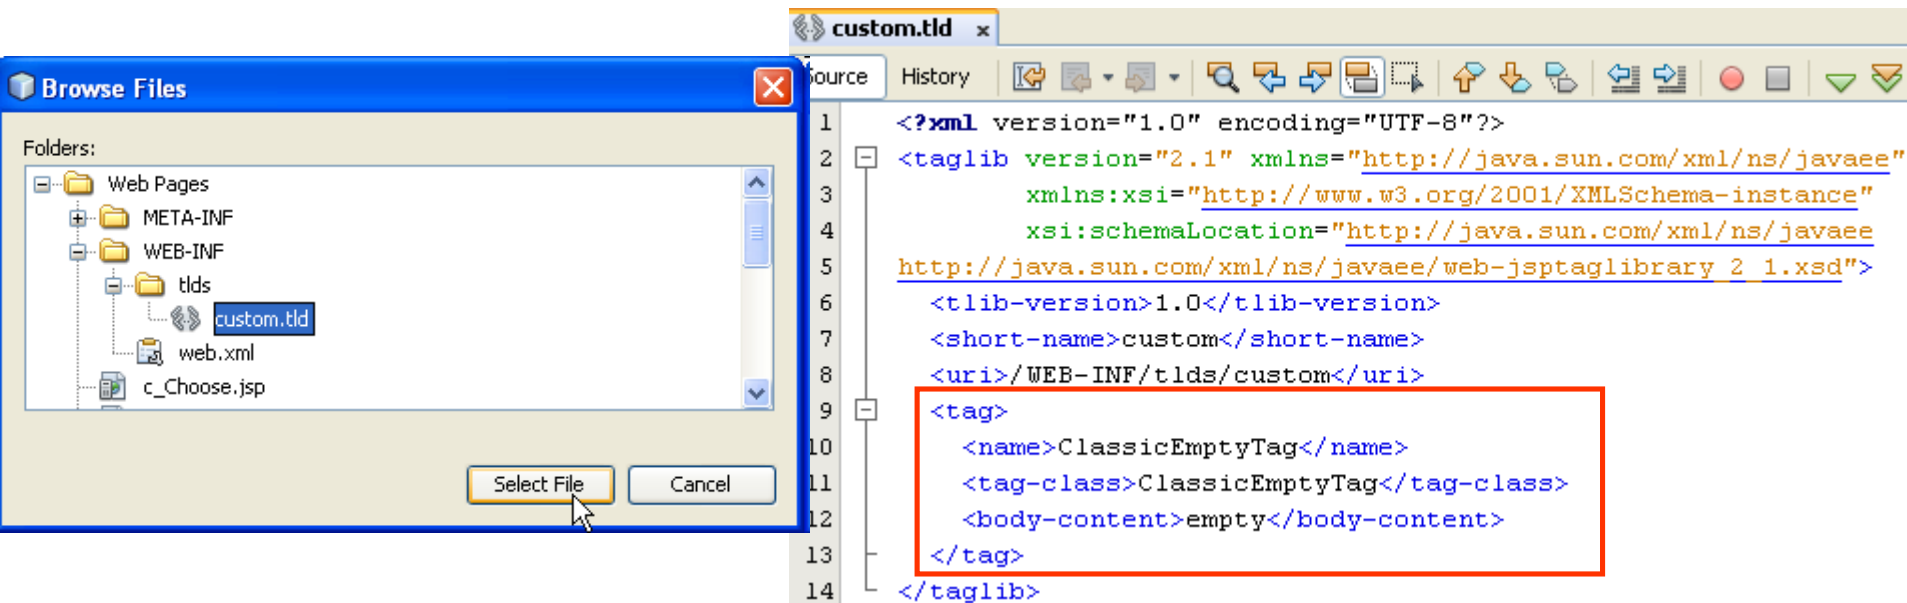 Browse Files
Folders:
Web Pages
META-INF
WEB-INF
tlds
custom.tld
web.xml
c_Choose.jsp
Select File
Cancel
custom.tld x
ource History
1 <?xml version="1.0" encoding="UTF-8"?>
2 <taglib version="2.1" xmlns="http://java.sun.com/xml/ns/javaee"
3 xmlns:xsi="http://www.w3.org/2001/XMLSchema-instance"
4 xsi:schemaLocation="http://java.sun.com/xml/ns/javaee
5 http://java.sun.com/xml/ns/javaee/web-jsptaglibrary_2_1.xsd">
6 <tlib-version>1.0</tlib-version>
7 <short-name>custom</short-name>
8 <uri>/WEB-INF/tlds/custom</uri>
9 <tag>
10 <name>ClassicEmptyTag</name>
11 <tag-class>ClassicEmptyTag</tag-class>
12 <body-content>empty</body-content>
13 </tag>
14 </taglib>